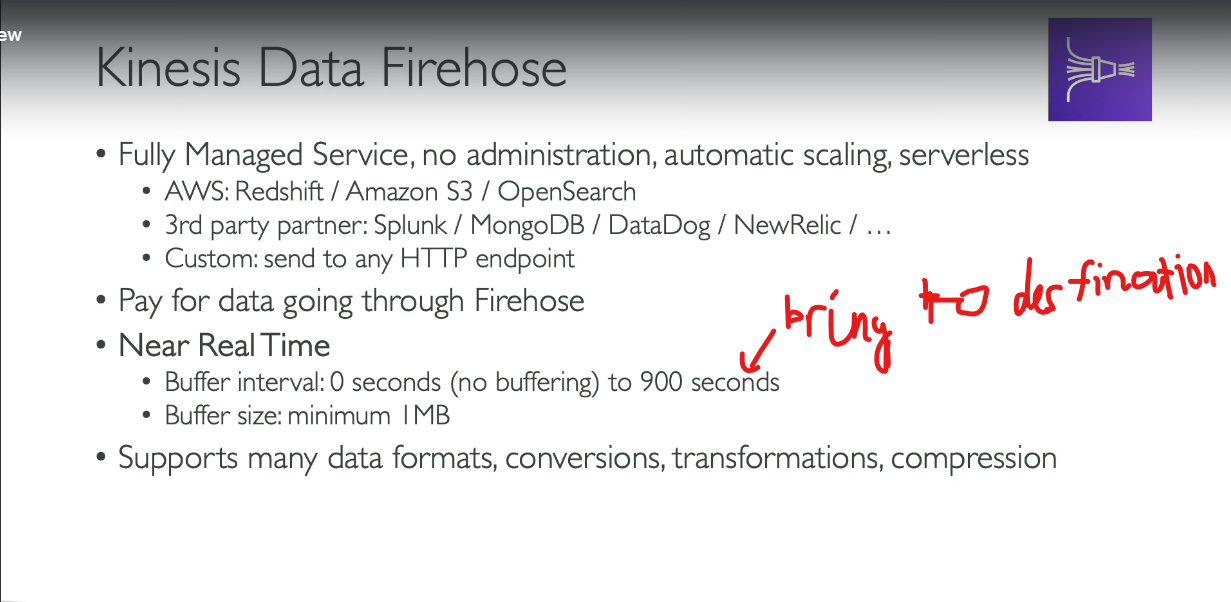 ew
Kinesis Data Firehose
• Fully Managed Service, no administration, automatic scaling, serverless
• AWS: Redshift / Amazon S3 / OpenSearch
• 3rd party partner: Splunk / MongoDB / DataDog / NewRelic / …
• Custom: send to any HTTP endpoint
• Pay for data going through Firehose
bring to desfination
• Near Real Time
• Buffer interval: 0 seconds (no buffering) to 900 seconds
• Buffer size: minimum 1MB
• Supports many data formats, conversions, transformations, compression